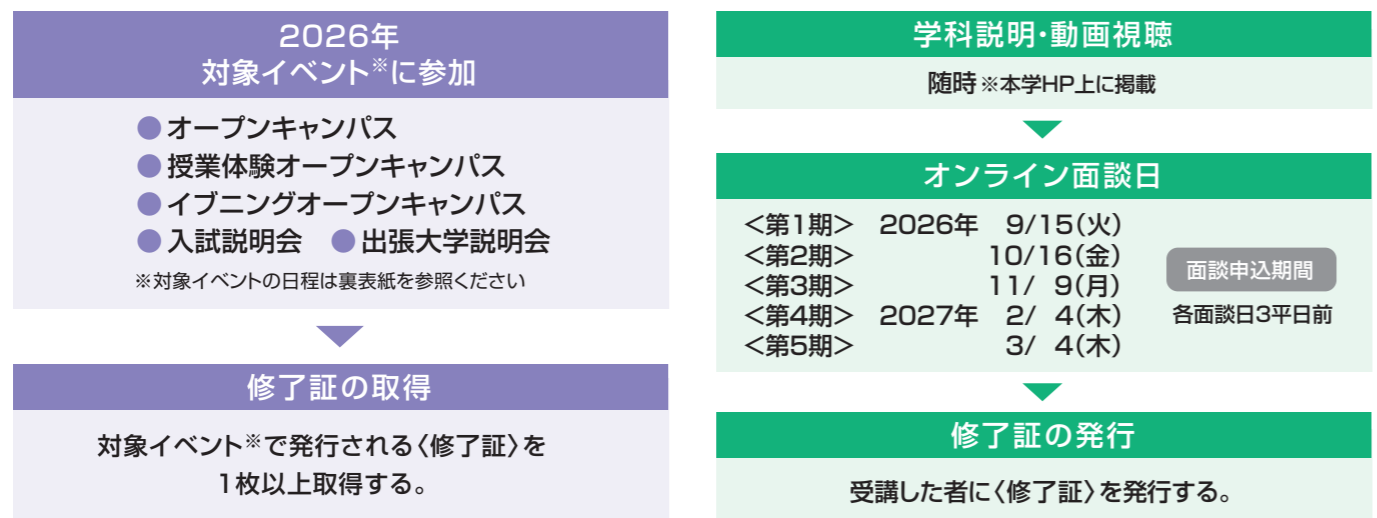 2026年
対象イベント※に参加
●オープンキャンパス
●授業体験オープンキャンパス
●イブニングオープンキャンパス
●入試説明会 ●出張大学説明会
※対象イベントの日程は裏表紙を参照ください
修了証の取得
対象イベント※で発行される〈修了証〉を
1枚以上取得する。
学科説明・動画視聴
随時※本学HP上に掲載
オンライン面談日
<第1期> 2026年 9/15(火)
<第2期> 10/16(金)
<第3期> 11/ 9(月)
<第4期> 2027年 2/ 4(木)
<第5期> 3/ 4(木)
面談申込期間
各面談日3平日前
修了証の発行
受講した者に〈修了証〉を発行する。